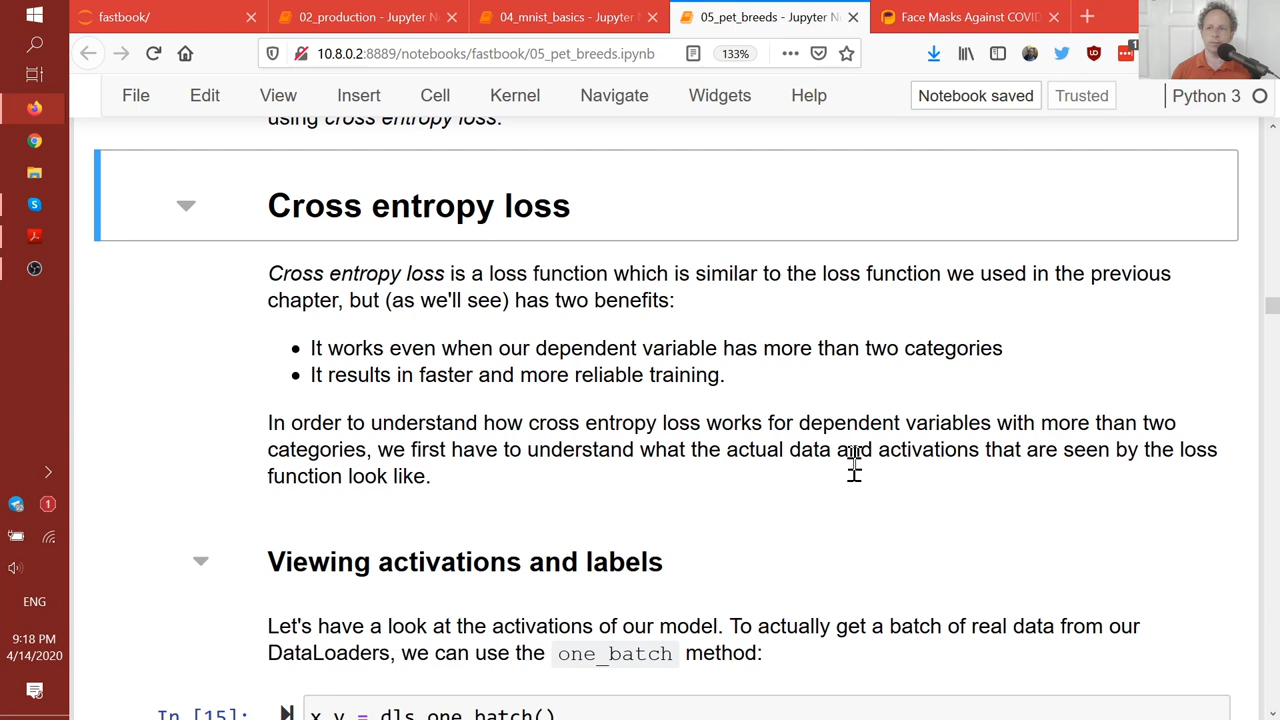 fastbook/
02_production - Jupyter N
04_mnist_basics - Jupyter
05_pet_breeds - Jupyter N
Face Masks Against COVID
10.8.0.2:8889/notebooks/fastbook/05_pet_breeds.ipynb
133%
1
File Edit View Insert Cell Kernel Navigate Widgets Help
Notebook saved
Trusted
Python 3
using cross entropy loss.
Cross entropy loss
Cross entropy loss is a loss function which is similar to the loss function we used in the previous
chapter, but (as we'll see) has two benefits:
• It works even when our dependent variable has more than two categories
• It results in faster and more reliable training.
In order to understand how cross entropy loss works for dependent variables with more than two
categories, we first have to understand what the actual data and activations that are seen by the loss
function look like.
Viewing activations and labels
Let's have a look at the activations of our model. To actually get a batch of real data from our
DataLoaders, we can use the one_batch method:
In [15]: x,y = dls.one_batch()
1
ENG
9:18 PM
4/14/2020